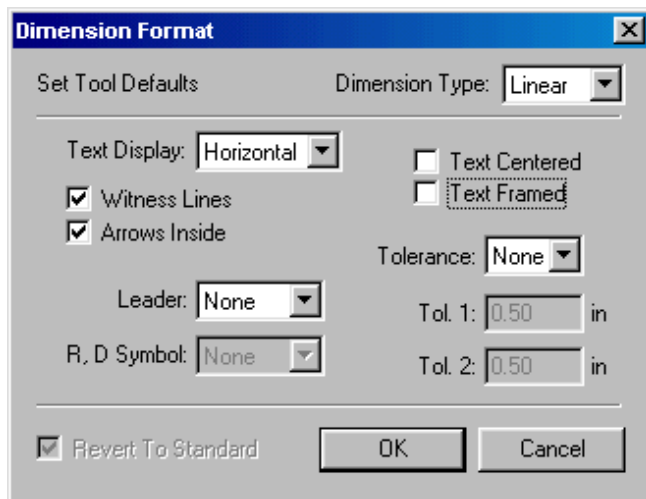 Dimension Format
Set Tool Defaults Dimension Type: Linear
Text Display: Horizontal
Text Centered
Witness Lines
Text Framed
Arrows Inside
Tolerance: None
Leader: None
Tol. 1: 0.50 in
R, D Symbol: None
Tol. 2: 0.50 in
Revert To Standard OK Cancel